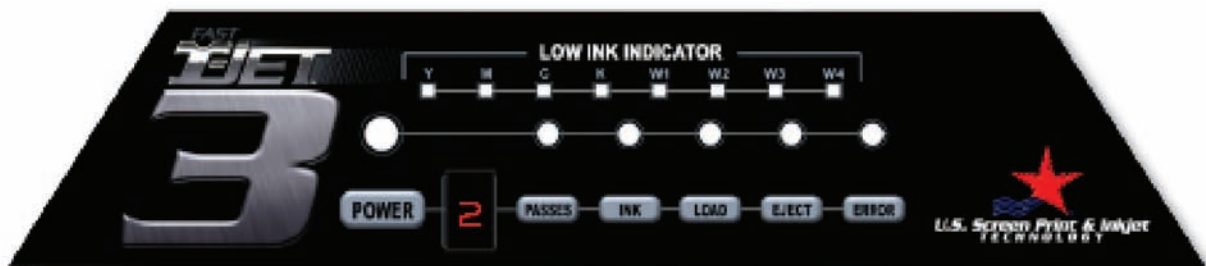 FAST
T-JET
3
LOW INK INDICATOR
Y M C K W1 W2 W3 W4
POWER 2 PASSES INK LOAD EJECT ERROR
U.S. Screen Print & Inkjet
TECHNOLOGY